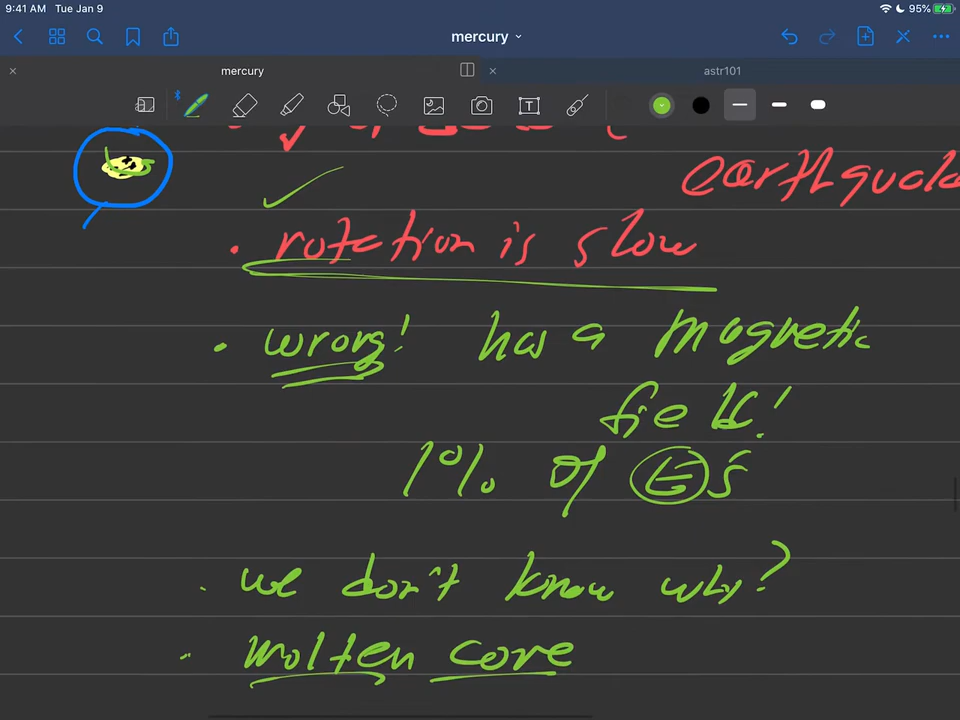 9:41 AM Tue Jan 9
95%
mercury
mercury
astr101
T
earthquak
• rotation is slow
• wrong! has a magnetic
field!
1% of Ⓔ's
• we don't know why?
• molten core